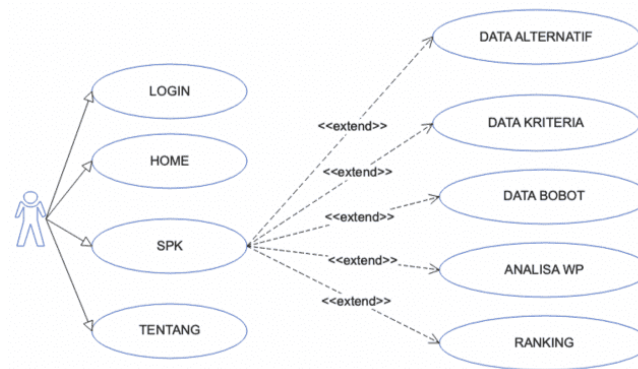 LOGIN
HOME
SPK
TENTANG
<<extend>>
<<extend>>
<<extend>>
<<extend>>
<<extend>>
DATA ALTERNATIF
DATA KRITERIA
DATA BOBOT
ANALISA WP
RANKING